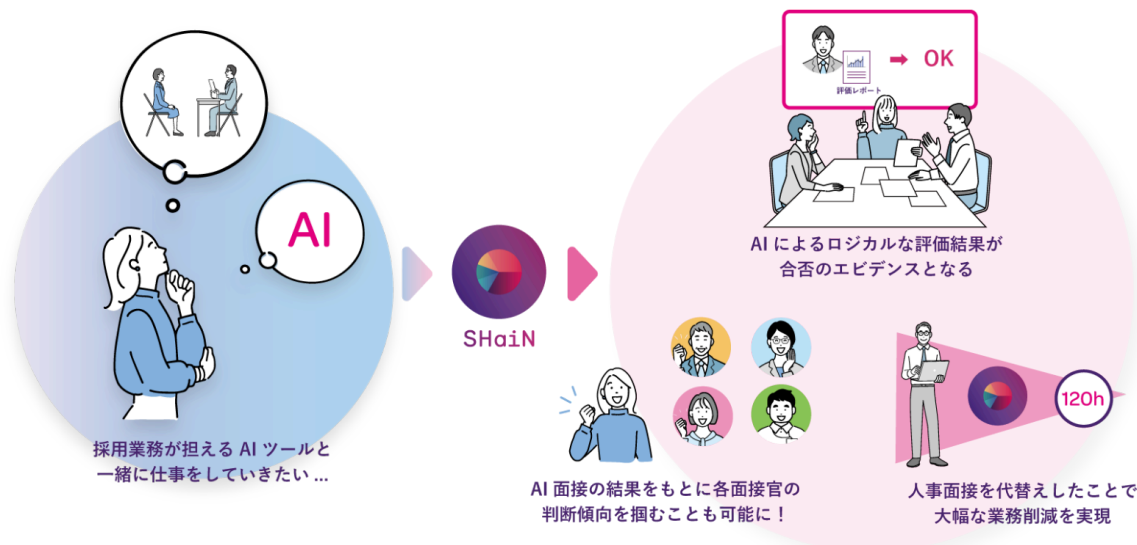 AI
採用業務が担える AI ツールと
一緒に仕事をしていきたい ...
SHaiN
OK
評価レポート
AI によるロジカルな評価結果が
合否のエビデンスとなる
AI 面接の結果をもとに各面接官の
判断傾向を掴むことも可能に！
120h
人事面接を代替えしたことで
大幅な業務削減を実現